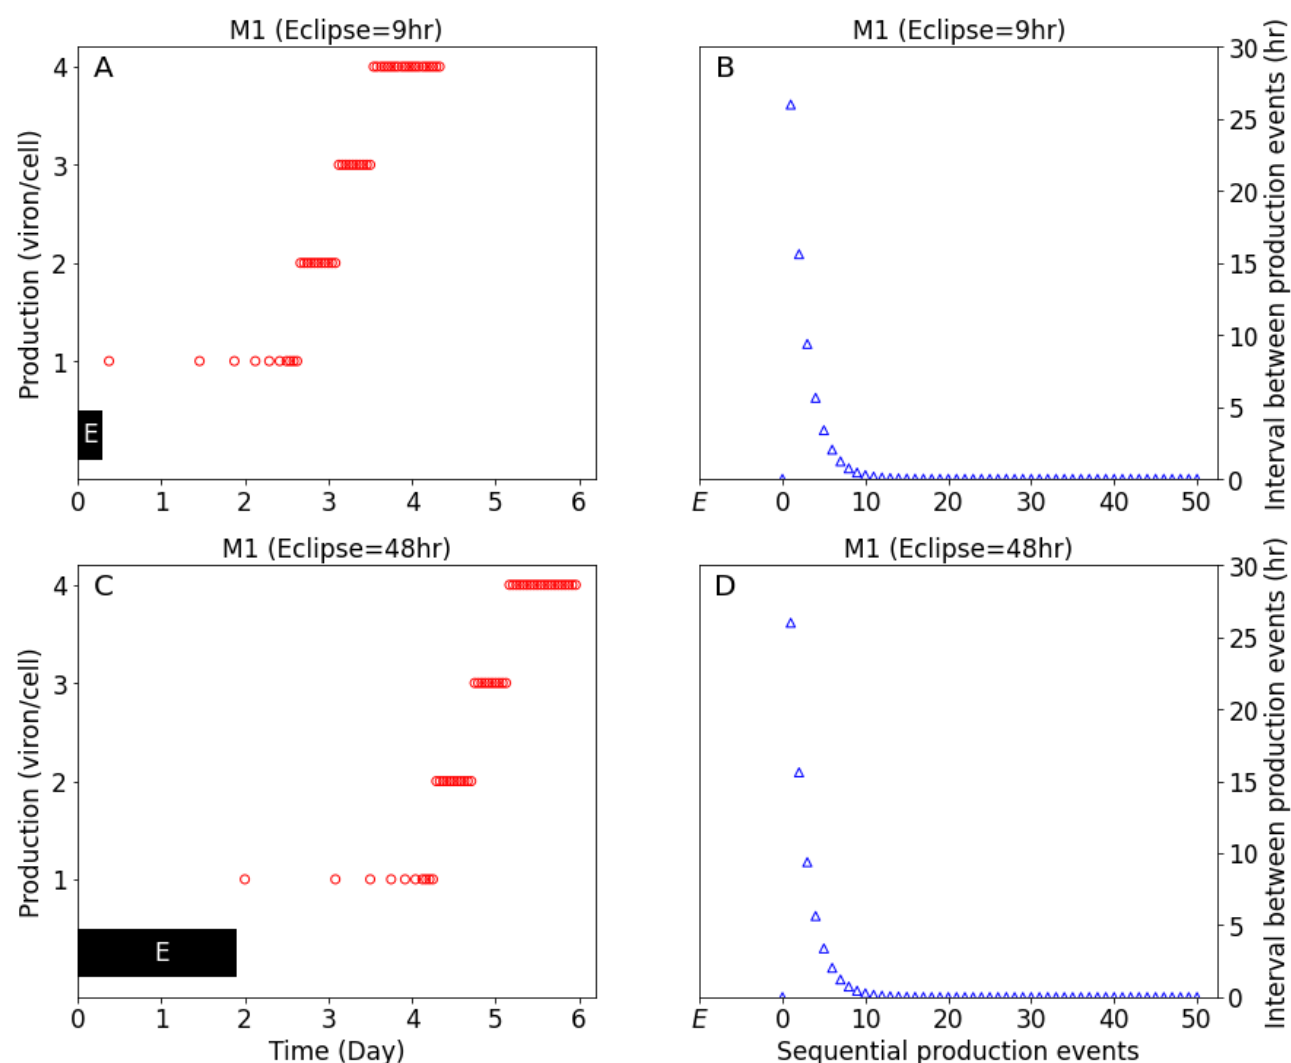 M1 (Eclipse=9hr)
A
Production (viron/cell)
4
3
2
1
E
0 1 2 3 4 5 6
M1 (Eclipse=9hr)
B
Interval between production events (hr)
30
25
20
15
10
5
0
E 0 10 20 30 40 50
M1 (Eclipse=48hr)
C
Production (viron/cell)
4
3
2
1
E
0 1 2 3 4 5 6
Time (Day)
M1 (Eclipse=48hr)
D
Interval between production events (hr)
30
25
20
15
10
5
0
E 0 10 20 30 40 50
Sequential production events